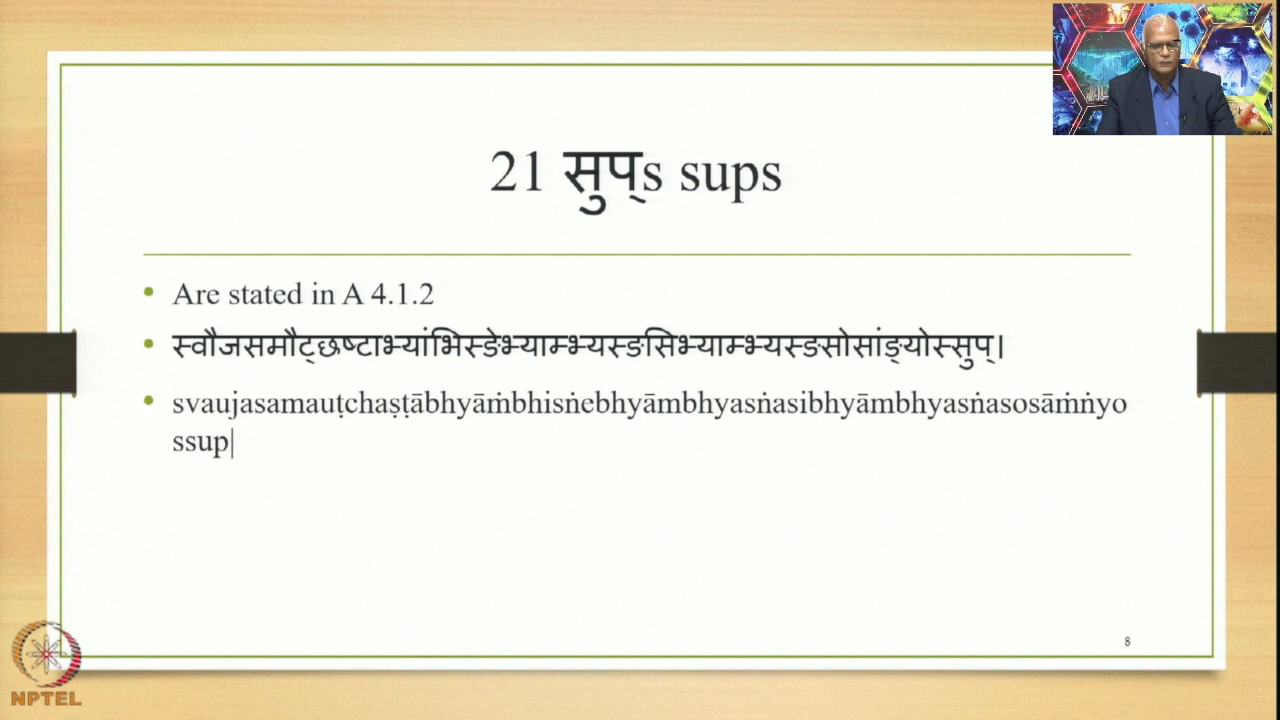 21 सुप्s sups
• Are stated in A 4.1.2
• स्वौजसमौट्छष्टाभ्यांभिस्ङेभ्याम्भ्यस्ङसिभ्याम्भ्यस्ङसोसांङ्योस्सुप्।
• svaujasamauṭchaṣṭābhyāṁbhisṅebhyāmbhyasṅasibhyāmbhyasṅasosāṁṅyo
ssup|
8
NPTEL